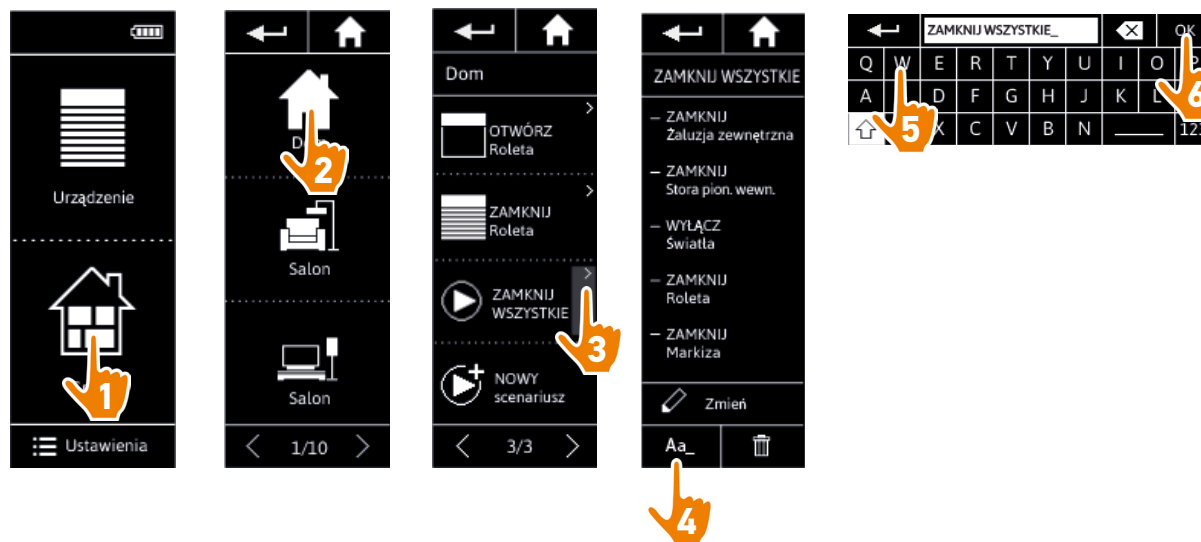 Urządzenie
1
Ustawienia
2
Salon
Salon
1/10
Dom
OTWÓRZ
Roleta
ZAMKNIJ
Roleta
ZAMKNIJ
WSZYSTKIE
3
NOWY
scenariusz
3/3
ZAMKNIJ WSZYSTKIE
– ZAMKNIJ
Żaluzja zewnętrzna
– ZAMKNIJ
Stora pion. wewn.
– WYŁĄCZ
Światła
– ZAMKNIJ
Roleta
– ZAMKNIJ
Markiza
Zmień
Aa_
4
ZAMKNIJ WSZYSTKIE_
OK
Q W E R T Y U I O P
A D F G H J K L
X C V B N
5
6